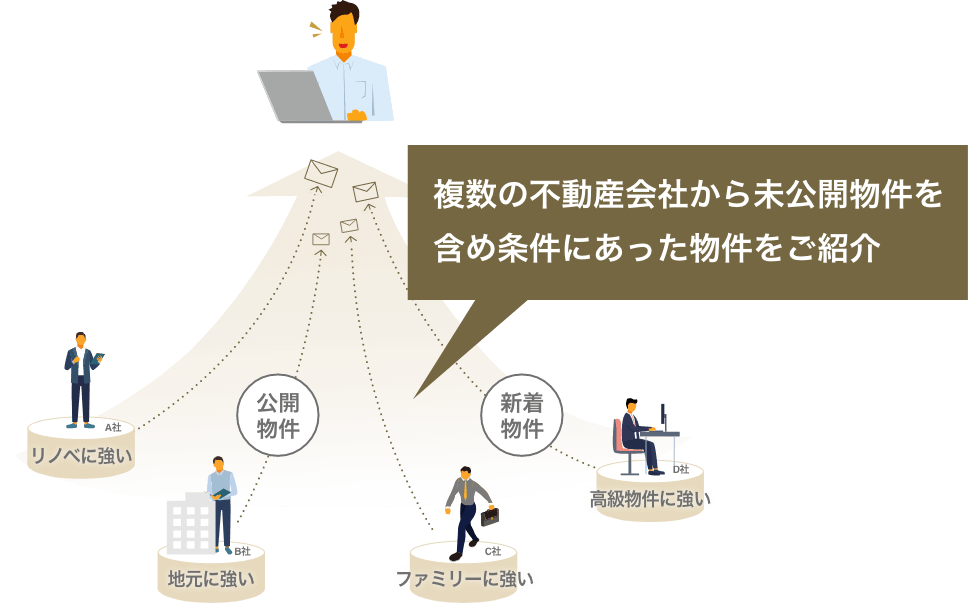 複数の不動産会社から未公開物件を
含め条件にあった物件をご紹介
公開
物件
新着
物件
A社
リノベに強い
B社
地元に強い
C社
ファミリーに強い
D社
高級物件に強い